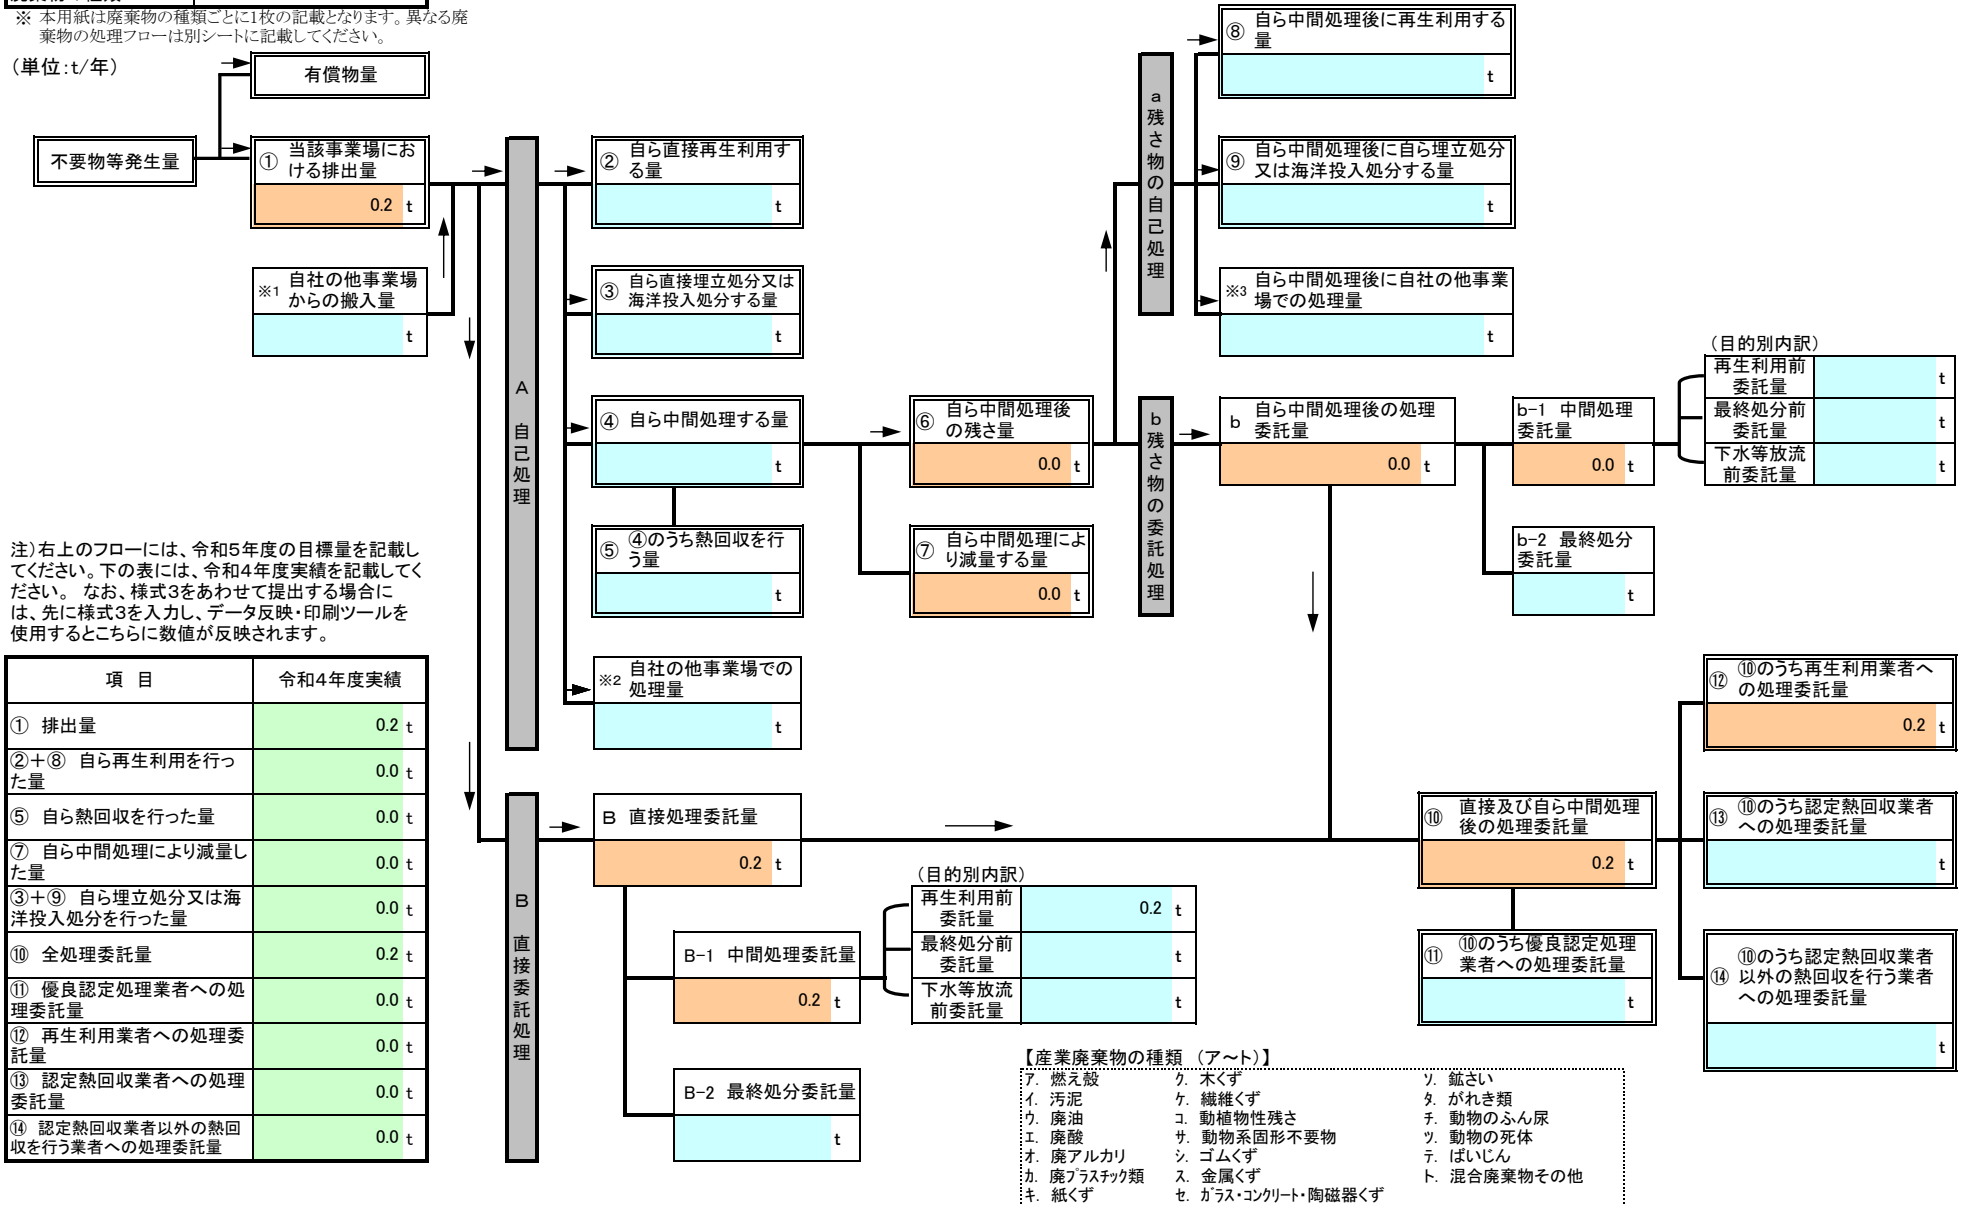 ※ 本用紙は廃棄物の種類ごとに1枚の記載となります。異なる廃
棄物の処理フローは別シートに記載してください。
(単位:t/年)
有償物量
不要物等発生量
① 当該事業場にお
ける排出量
0.2 t
※1 自社の他事業場
からの搬入量
t
A 自己処理
② 自ら直接再生利用す
る量
t
③ 自ら直接埋立処分又は
海洋投入処分する量
t
④ 自ら中間処理する量
t
⑤ ④のうち熱回収を行
う量
t
※2 自社の他事業場での
処理量
t
⑥ 自ら中間処理後
の残さ量
0.0 t
⑦ 自ら中間処理によ
り減量する量
0.0 t
a残さ物の自己処理
⑧ 自ら中間処理後に再生利用する
量
t
⑨ 自ら中間処理後に自ら埋立処分
又は海洋投入処分する量
t
※3 自ら中間処理後に自社の他事業
場での処理量
t
b残さ物の委託処理
b 自ら中間処理後の処理
委託量
0.0 t
b-1 中間処理
委託量
0.0 t
(目的別内訳)
再生利用前
委託量
t
最終処分前
委託量
t
下水等放流
前委託量
t
b-2 最終処分
委託量
t
注)右上のフローには、令和5年度の目標量を記載し
てください。下の表には、令和4年度実績を記載してく
ださい。 なお、様式3をあわせて提出する場合に
は、先に様式3を入力し、データ反映・印刷ツールを
使用するとこちらに数値が反映されます。
項 目 令和4年度実績
① 排出量 0.2 t
②+⑧ 自ら再生利用を行っ
た量 0.0 t
⑤ 自ら熱回収を行った量 0.0 t
⑦ 自ら中間処理により減量し
た量 0.0 t
③+⑨ 自ら埋立処分又は海
洋投入処分を行った量 0.0 t
⑩ 全処理委託量 0.2 t
⑪ 優良認定処理業者への処
理委託量 0.0 t
⑫ 再生利用業者への処理委
託量 0.0 t
⑬ 認定熱回収業者への処理
委託量 0.0 t
⑭ 認定熱回収業者以外の熱回
収を行う業者への処理委託量 0.0 t
B 直接委託処理
B 直接処理委託量
0.2 t
B-1 中間処理委託量
0.2 t
(目的別内訳)
再生利用前
委託量
0.2 t
最終処分前
委託量
t
下水等放流
前委託量
t
B-2 最終処分委託量
t
⑩ 直接及び自ら中間処理
後の処理委託量
0.2 t
⑪ ⑩のうち優良認定処理
業者への処理委託量
t
⑫ ⑩のうち再生利用業者へ
の処理委託量
0.2 t
⑬ ⑩のうち認定熱回収業者
への処理委託量
t
⑭ ⑩のうち認定熱回収業者
以外の熱回収を行う業者
への処理委託量
t
【産業廃棄物の種類 (ア~ト)】
ア. 燃え殻 ク. 木くず ソ. 鉱さい
イ. 汚泥 ケ. 繊維くず タ. がれき類
ウ. 廃油 コ. 動植物性残さ チ. 動物のふん尿
エ. 廃酸 サ. 動物系固形不要物 ツ. 動物の死体
オ. 廃アルカリ シ. ゴムくず テ. ばいじん
カ. 廃プラスチック類 ス. 金属くず ト. 混合廃棄物その他
キ. 紙くず セ. ガラス・コンクリート・陶磁器くず